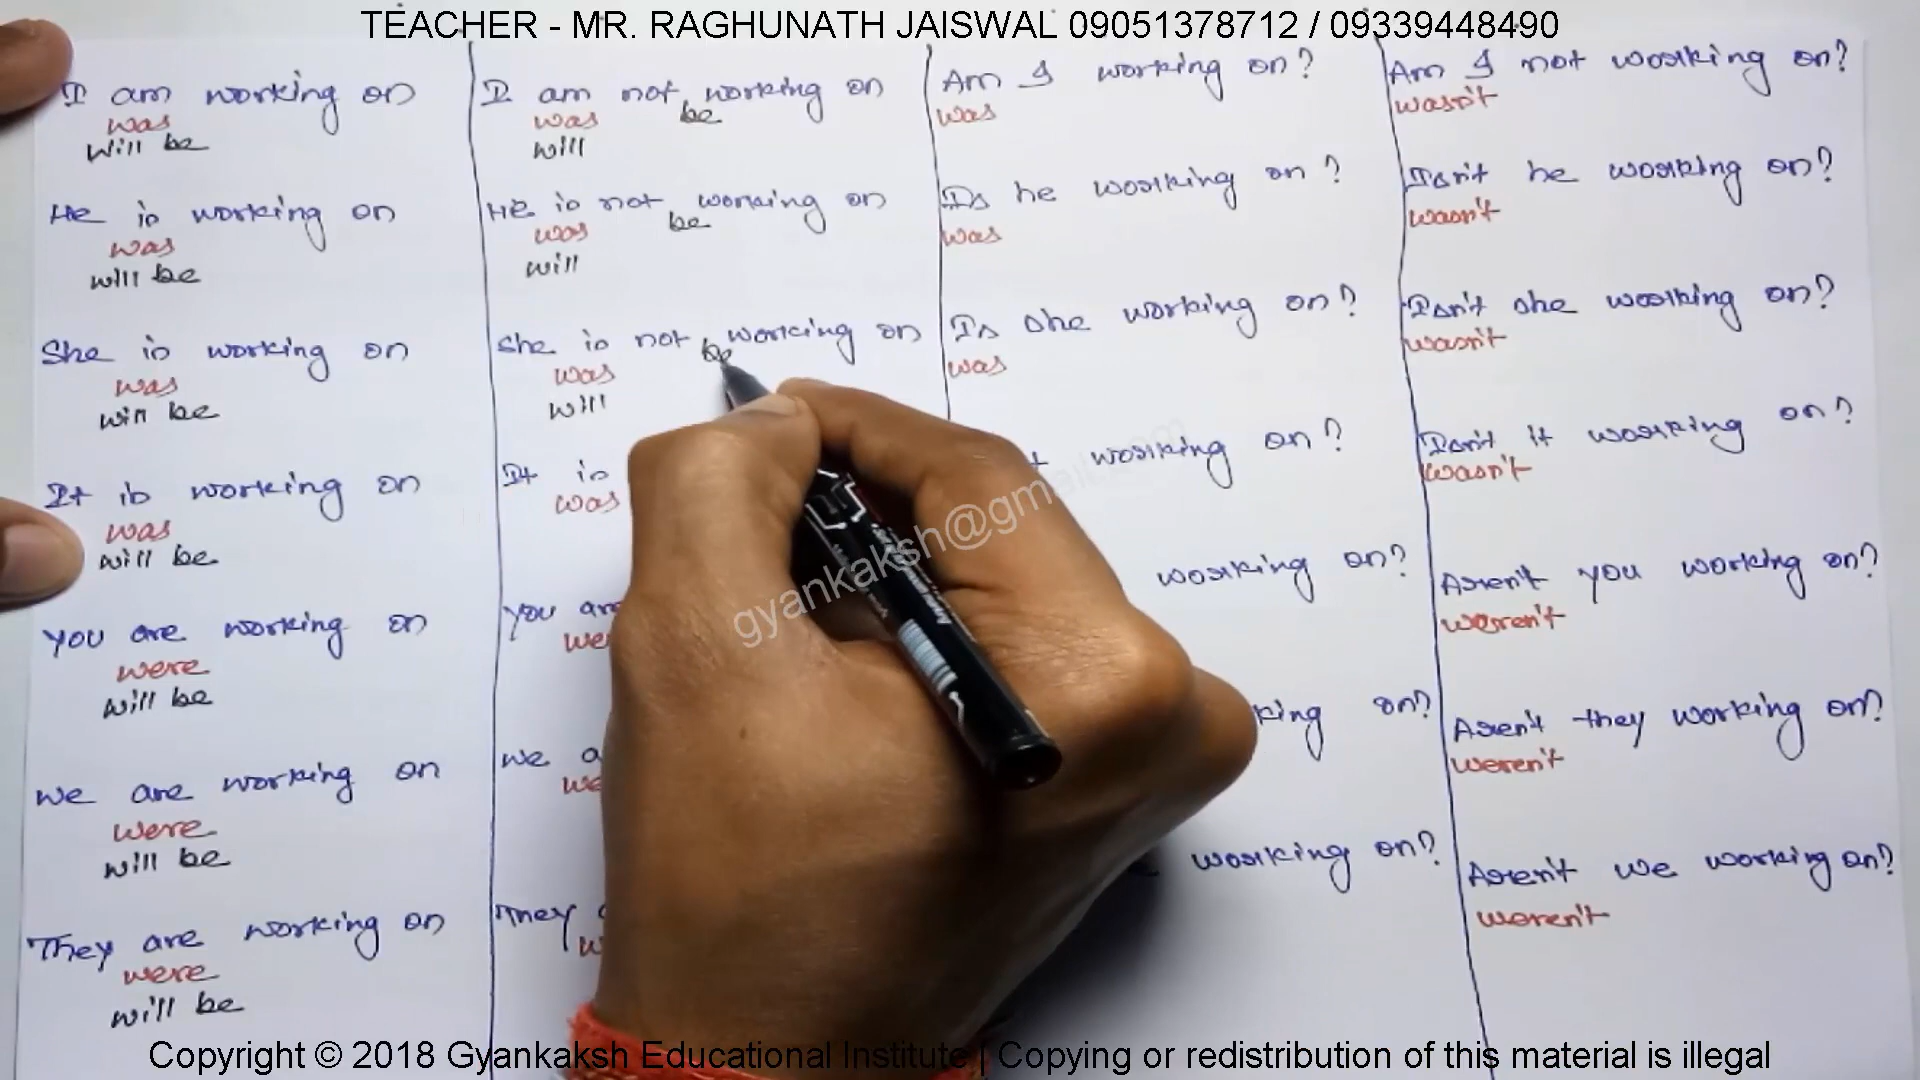 TEACHER - MR. RAGHUNATH JAISWAL 09051378712 / 09339448490
I am working on
was
will be
He is working on
was
will be
She is working on
was
will be
It is working on
was
will be
You are working on
were
will be
We are working on
were
will be
They are working on
were
will be
I am not working on
was be
will
He is not working on
was be
will
She is not working on
was be
will
It is
was
You
We
They
Am I working on?
was
Is he working on?
was
Is she working on?
was
working on?
working on?
on?
working on?
Am I not working on?
wasn't
Isn't he working on?
wasn't
Isn't she working on?
wasn't
Isn't it working on?
wasn't
Aren't you working on?
weren't
Aren't they working on?
weren't
Aren't we working on?
weren't
gyankaksh@gmail.com
Copyright © 2018 Gyankaksh Educational Institute | Copying or redistribution of this material is illegal